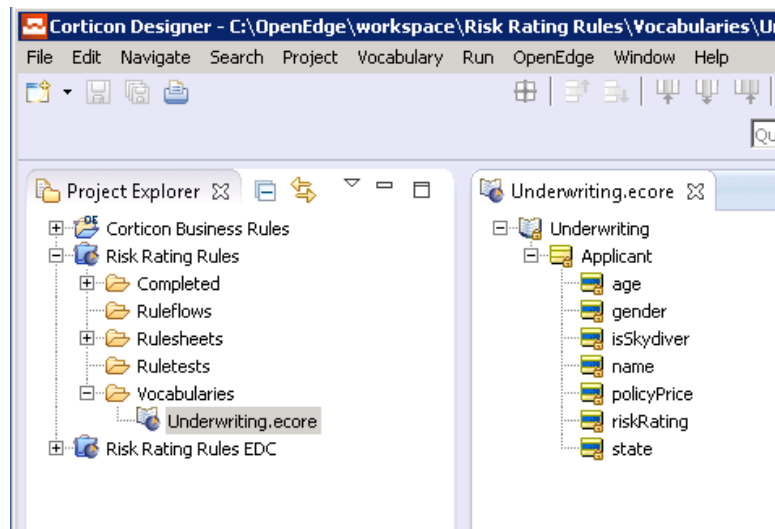 Corticon Designer - C:\OpenEdge\workspace\Risk Rating Rules\Vocabularies\U
File Edit Navigate Search Project Vocabulary Run OpenEdge Window Help
Qu
Project Explorer
Underwriting.ecore
Corticon Business Rules
Risk Rating Rules
Completed
Ruleflows
Rulesheets
Ruletests
Vocabularies
Underwriting.ecore
Risk Rating Rules EDC
Underwriting
Applicant
age
gender
isSkydiver
name
policyPrice
riskRating
state